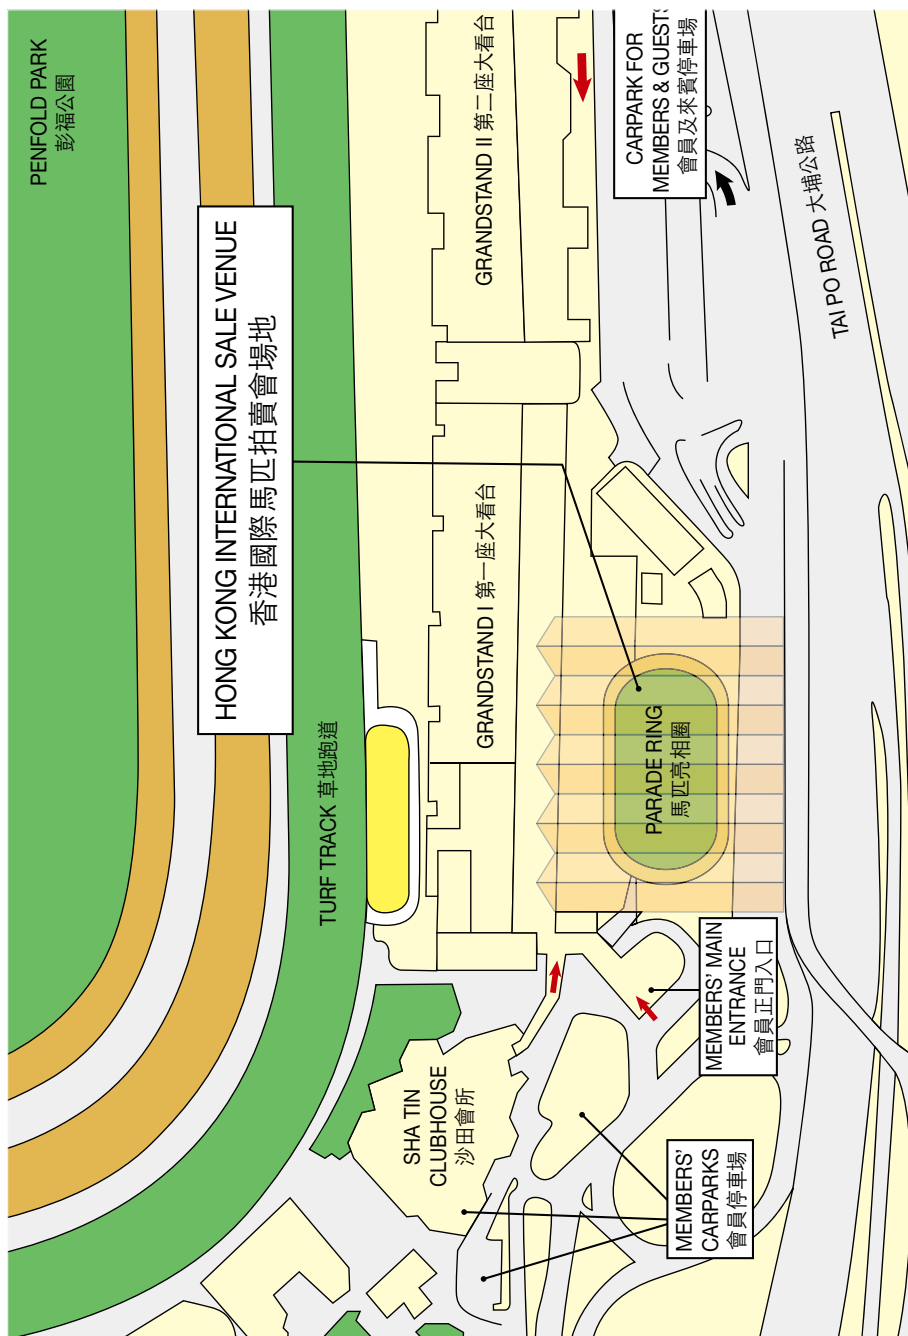 PENFOLD PARK
彭福公園
HONG KONG INTERNATIONAL SALE VENUE
香港國際馬匹拍賣會場地
TURF TRACK 草地跑道
GRANDSTAND II 第二座大看台
GRANDSTAND I 第一座大看台
CARPARK FOR
MEMBERS & GUESTS
會員及來賓停車場
TAI PO ROAD 大埔公路
PARADE RING
馬匹亮相圈
MEMBERS' MAIN
ENTRANCE
會員正門入口
SHA TIN
CLUBHOUSE
沙田會所
MEMBERS'
CARPARKS
會員停車場